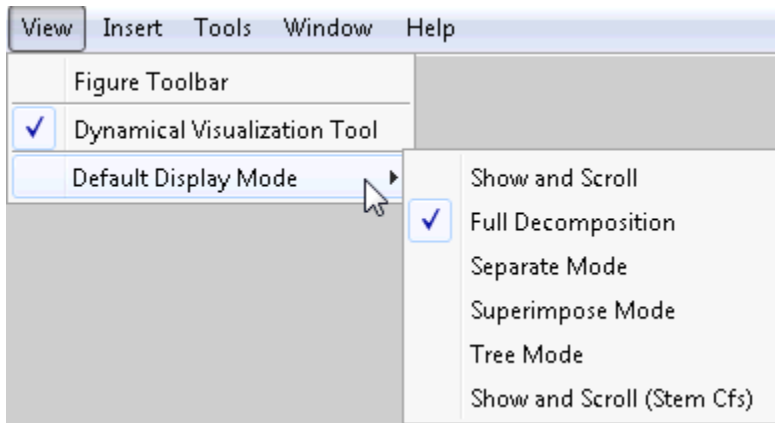 View Insert Tools Window Help
Figure Toolbar
Dynamical Visualization Tool
Default Display Mode
Show and Scroll
Full Decomposition
Separate Mode
Superimpose Mode
Tree Mode
Show and Scroll (Stem Cfs)